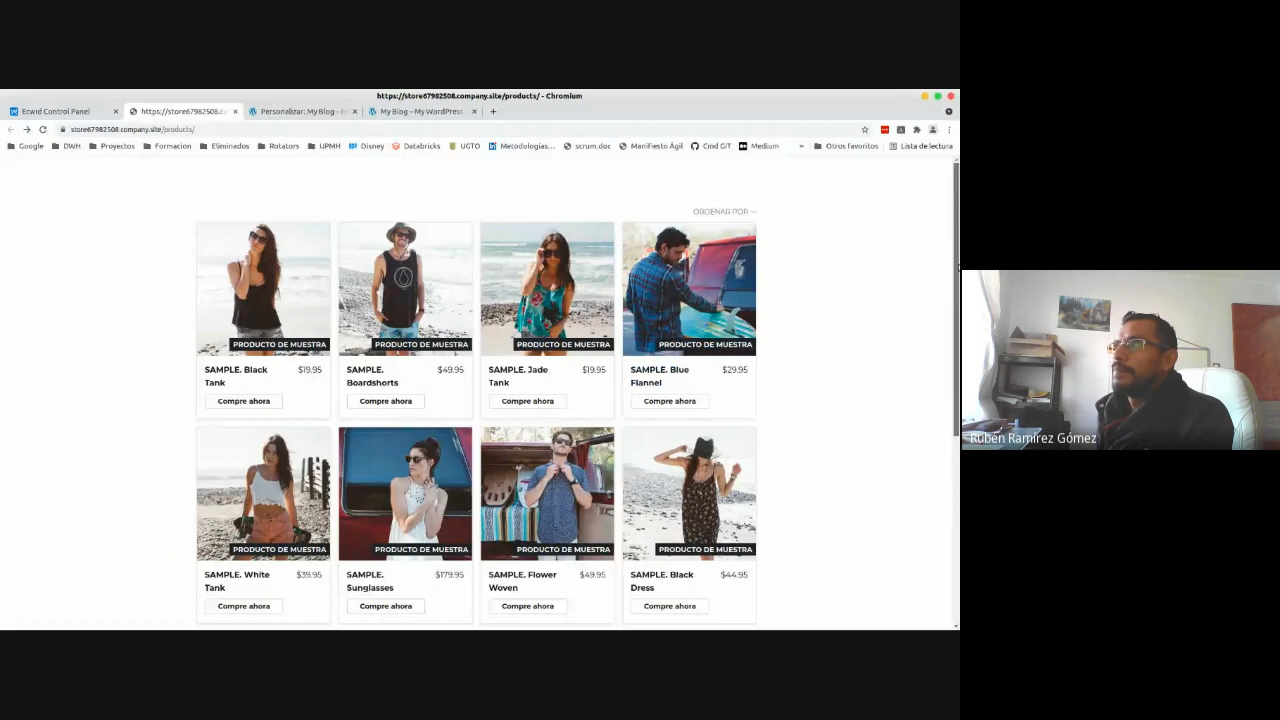 https://store67982508.company.site/products/ - Chromium
Ecwid Control Panel
https://store67982508.c
Personalizar: My Blog –
My Blog – My WordPress
store67982508.company.site/products/
Google DWH Proyectos Formacion Eliminados Rotators UPMH Disney Databricks UGTO Metodologías... scrum.doc Manifiesto Ágil Cmd GIT Medium » Otros favoritos Lista de lectura
ORDENAR POR
PRODUCTO DE MUESTRA PRODUCTO DE MUESTRA PRODUCTO DE MUESTRA PRODUCTO DE MUESTRA
SAMPLE. Black $19.95 SAMPLE. $49.95 SAMPLE. Jade $19.95 SAMPLE. Blue $29.95
Tank Boardshorts Tank Flannel
Compre ahora Compre ahora Compre ahora Compre ahora
Rubén Ramírez Gómez
PRODUCTO DE MUESTRA PRODUCTO DE MUESTRA PRODUCTO DE MUESTRA PRODUCTO DE MUESTRA
SAMPLE. White $39.95 SAMPLE. $179.95 SAMPLE. Flower $49.95 SAMPLE. Black $44.95
Tank Sunglasses Woven Dress
Compre ahora Compre ahora Compre ahora Compre ahora